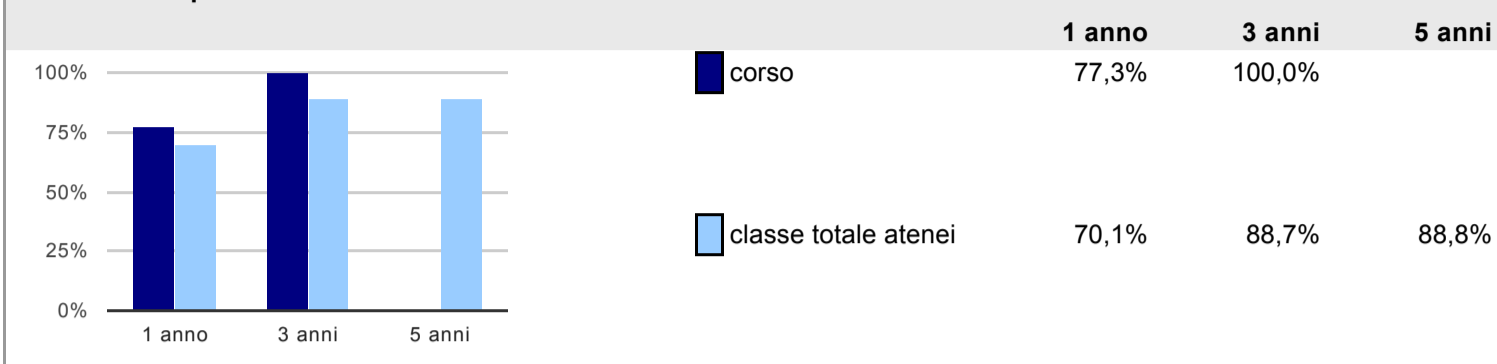 1 anno 3 anni 5 anni
100%
75%
50%
25%
0%
1 anno 3 anni 5 anni
corso 77,3% 100,0%
classe totale atenei 70,1% 88,7% 88,8%